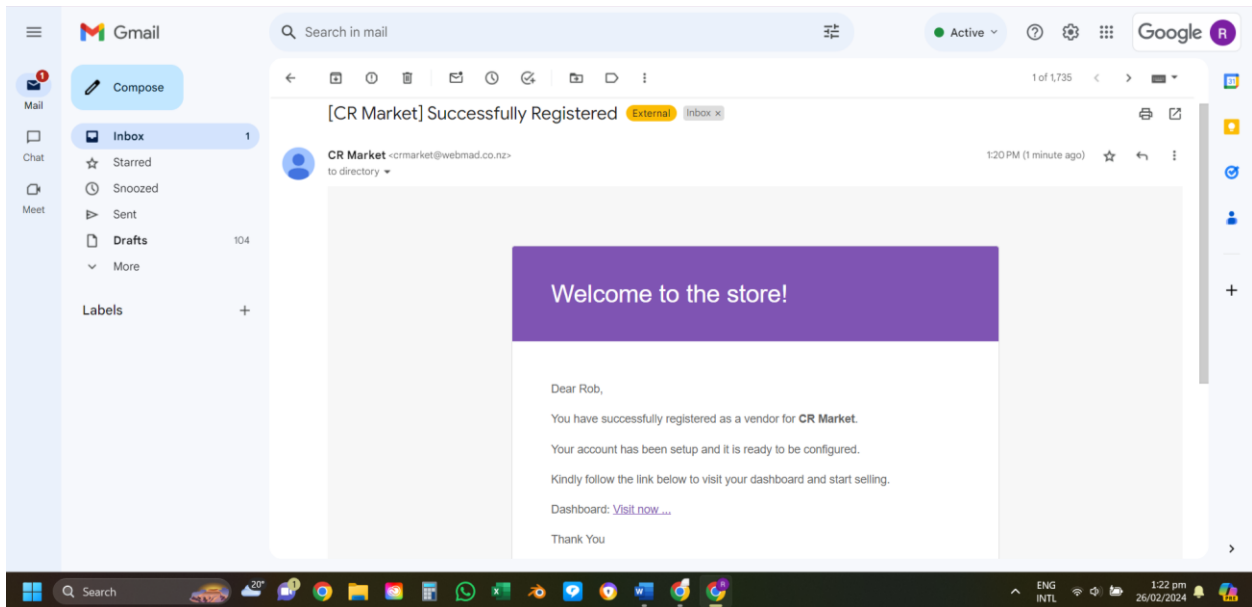 Gmail
Search in mail
Active
Google R
1
Mail
Compose
1 of 1,735
31
[CR Market] Successfully Registered External Inbox ×
Chat
Inbox 1
Starred
CR Market <crmarket@webmad.co.nz> 1:20 PM (1 minute ago)
to directory
Meet
Snoozed
Sent
Drafts 104
More
Labels +
Welcome to the store!
Dear Rob,
You have successfully registered as a vendor for CR Market.
Your account has been setup and it is ready to be configured.
Kindly follow the link below to visit your dashboard and start selling.
Dashboard: Visit now ...
Thank You
Search
20°
ENG
INTL
1:22 pm
26/02/2024